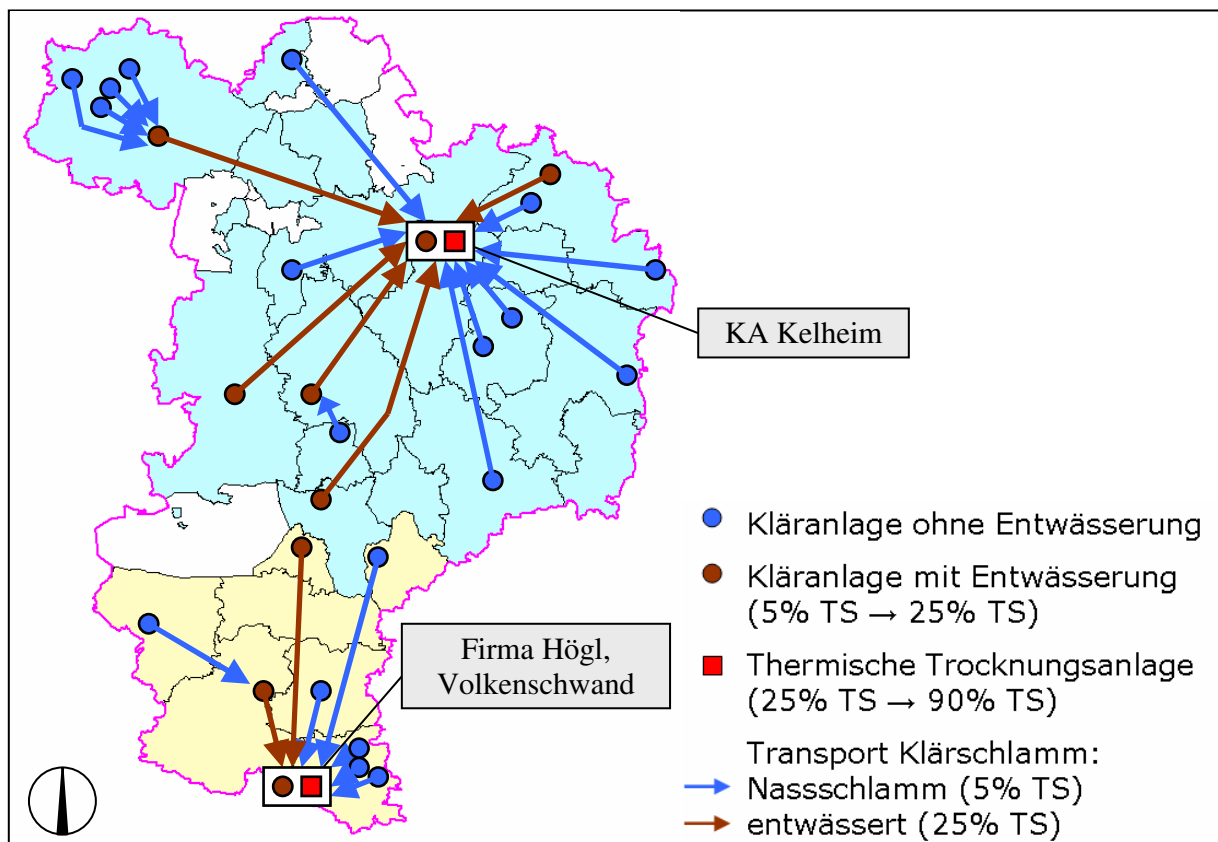 KA Kelheim
Firma Högl,
Volkenschwand
Kläranlage ohne Entwässerung
Kläranlage mit Entwässerung
(5% TS → 25% TS)
Thermische Trocknungsanlage
(25% TS → 90% TS)
Transport Klärschlamm:
Nassschlamm (5% TS)
entwässert (25% TS)